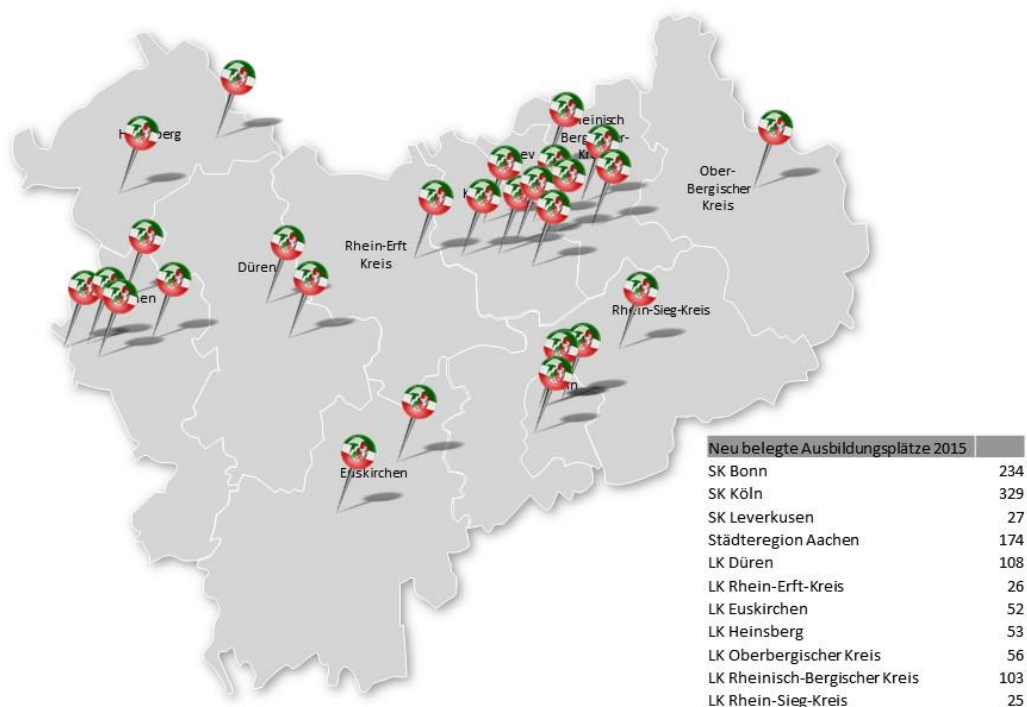 Rhein-Erft
Kreis
Düren
Ober-
Bergischer
Kreis
Rhein-Sieg-Kreis
Euskirchen
Neu belegte Ausbildungsplätze 2015
SK Bonn 234
SK Köln 329
SK Leverkusen 27
Städteregion Aachen 174
LK Düren 108
LK Rhein-Erft-Kreis 26
LK Euskirchen 52
LK Heinsberg 53
LK Oberbergischer Kreis 56
LK Rheinisch-Bergischer Kreis 103
LK Rhein-Sieg-Kreis 25